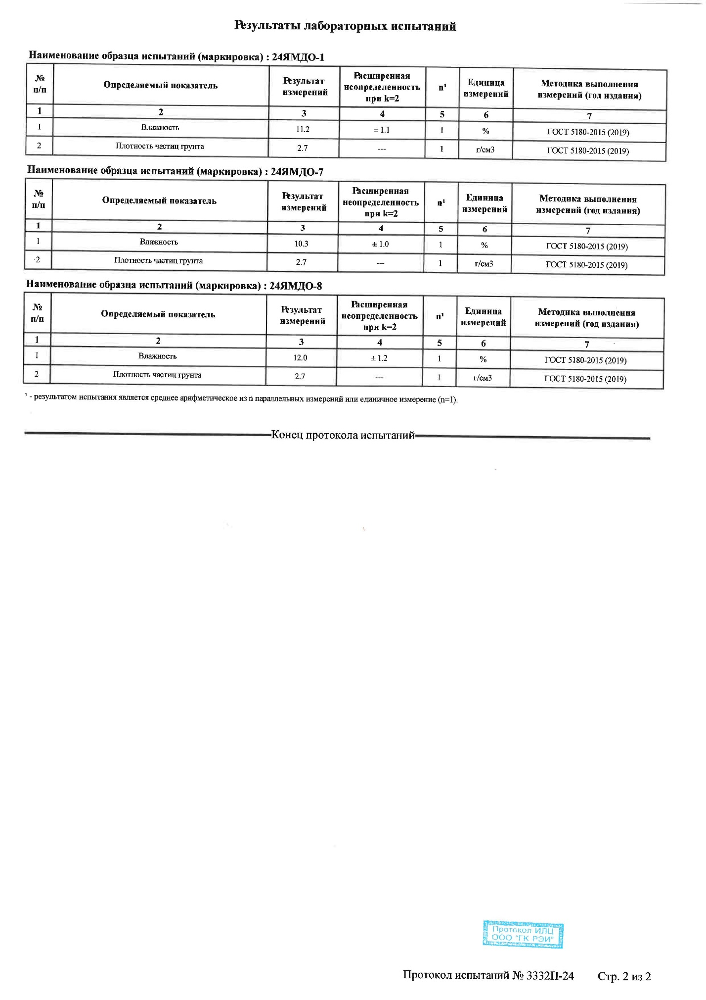 Результаты лабораторных испытаний
Наименование образца испытаний (маркировка) : 24ЯМДО-1
№ п/п Определяемый показатель Результат измерений Расширенная неопределенность при k=2 n¹ Единица измерений Методика выполнения измерений (год издания)
1 2 3 4 5 6 7
1 Влажность 11.2 ± 1.1 1 % ГОСТ 5180-2015 (2019)
2 Плотность частиц грунта 2.7 --- 1 г/см3 ГОСТ 5180-2015 (2019)
Наименование образца испытаний (маркировка) : 24ЯМДО-7
№ п/п Определяемый показатель Результат измерений Расширенная неопределенность при k=2 n¹ Единица измерений Методика выполнения измерений (год издания)
1 2 3 4 5 6 7
1 Влажность 10.3 ± 1.0 1 % ГОСТ 5180-2015 (2019)
2 Плотность частиц грунта 2.7 --- 1 г/см3 ГОСТ 5180-2015 (2019)
Наименование образца испытаний (маркировка) : 24ЯМДО-8
№ п/п Определяемый показатель Результат измерений Расширенная неопределенность при k=2 n¹ Единица измерений Методика выполнения измерений (год издания)
1 2 3 4 5 6 7
1 Влажность 12.0 ± 1.2 1 % ГОСТ 5180-2015 (2019)
2 Плотность частиц грунта 2.7 --- 1 г/см3 ГОСТ 5180-2015 (2019)
¹ - результатом испытания является среднее арифметическое из n параллельных измерений или единичное измерение (n=1).
Конец протокола испытаний
Протокол ИЛЦ
ООО "ГК РЭИ"
Протокол испытаний № 3332П-24 Стр. 2 из 2